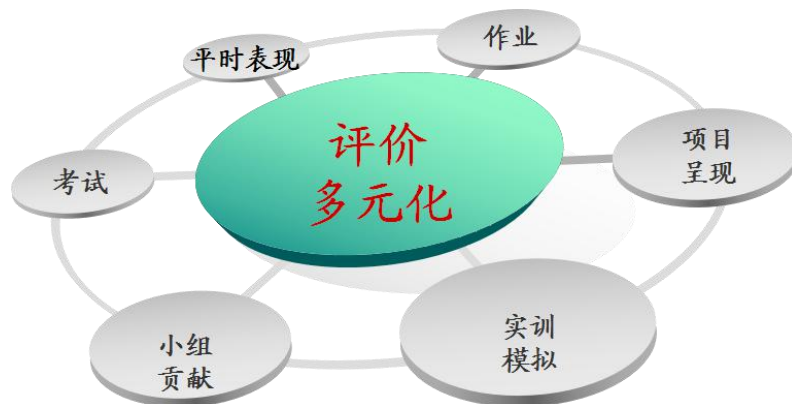 平时表现
作业
评价
多元化
考试
项目
呈现
小组
贡献
实训
模拟